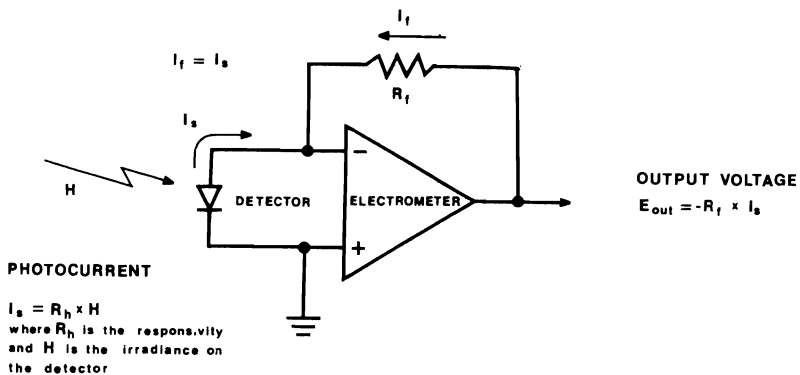 I_f
I_f = I_s
R_f
I_s
−
H
DETECTOR
ELECTROMETER
+
OUTPUT VOLTAGE
E_out = -R_f × I_s
PHOTOCURRENT
I_s = R_h × H
where R_h is the respons.vity
and H is the irradiance on
the detector